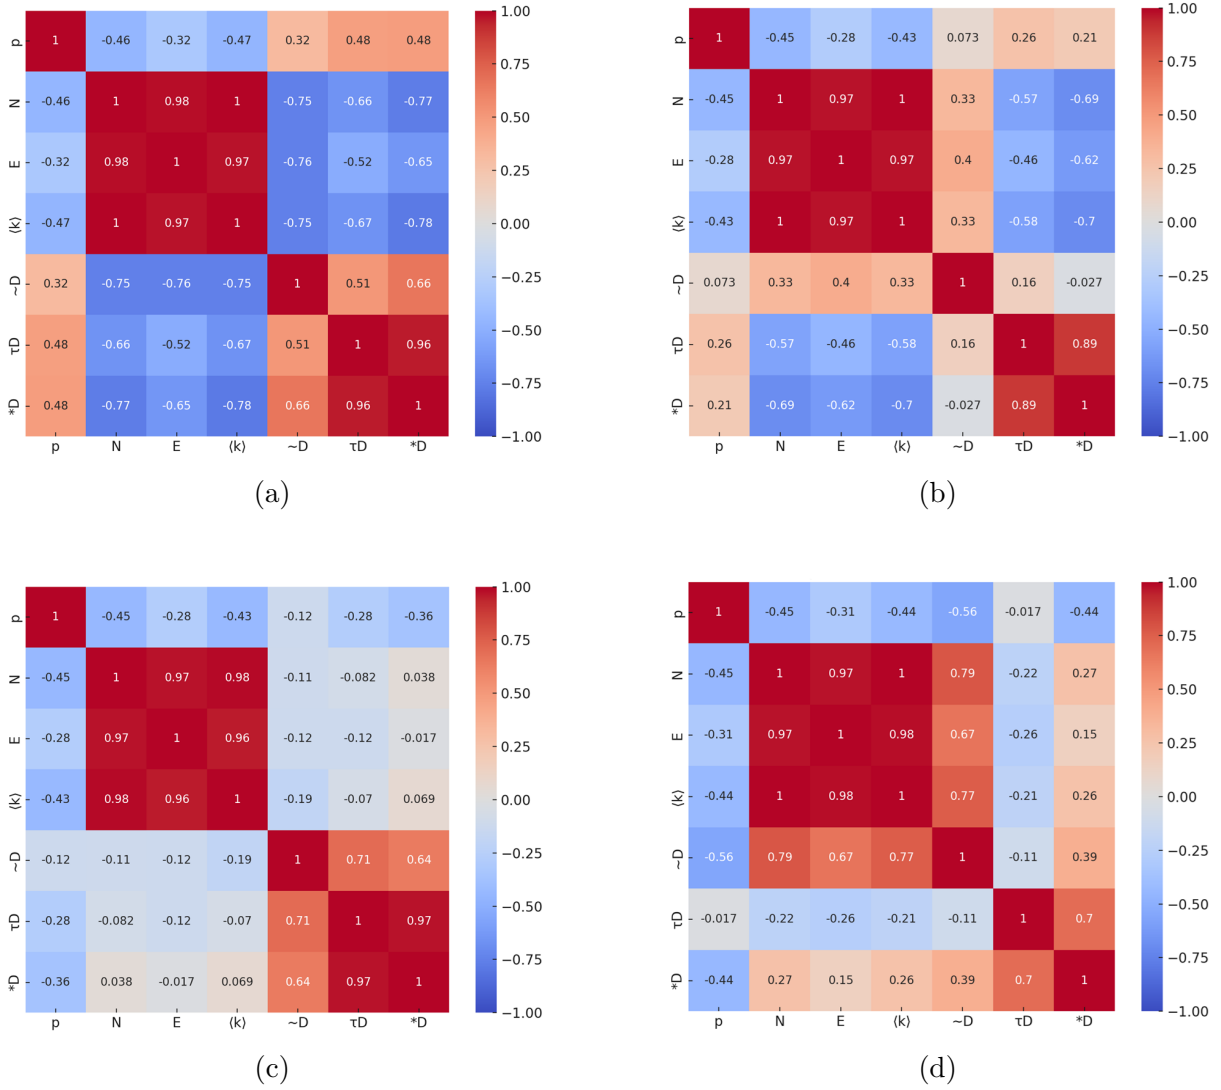 p 1 -0.46 -0.32 -0.47 0.32 0.48 0.48
N -0.46 1 0.98 1 -0.75 -0.66 -0.77
E -0.32 0.98 1 0.97 -0.76 -0.52 -0.65
⟨k⟩ -0.47 1 0.97 1 -0.75 -0.67 -0.78
~D 0.32 -0.75 -0.76 -0.75 1 0.51 0.66
τD 0.48 -0.66 -0.52 -0.67 0.51 1 0.96
*D 0.48 -0.77 -0.65 -0.78 0.66 0.96 1
p N E ⟨k⟩ ~D τD *D
1.00
0.75
0.50
0.25
0.00
−0.25
−0.50
−0.75
−1.00
(a)
p 1 -0.45 -0.28 -0.43 0.073 0.26 0.21
N -0.45 1 0.97 1 0.33 -0.57 -0.69
E -0.28 0.97 1 0.97 0.4 -0.46 -0.62
⟨k⟩ -0.43 1 0.97 1 0.33 -0.58 -0.7
~D 0.073 0.33 0.4 0.33 1 0.16 -0.027
τD 0.26 -0.57 -0.46 -0.58 0.16 1 0.89
*D 0.21 -0.69 -0.62 -0.7 -0.027 0.89 1
p N E ⟨k⟩ ~D τD *D
1.00
0.75
0.50
0.25
0.00
−0.25
−0.50
−0.75
−1.00
(b)
p 1 -0.45 -0.28 -0.43 -0.12 -0.28 -0.36
N -0.45 1 0.97 0.98 -0.11 -0.082 0.038
E -0.28 0.97 1 0.96 -0.12 -0.12 -0.017
⟨k⟩ -0.43 0.98 0.96 1 -0.19 -0.07 0.069
~D -0.12 -0.11 -0.12 -0.19 1 0.71 0.64
τD -0.28 -0.082 -0.12 -0.07 0.71 1 0.97
*D -0.36 0.038 -0.017 0.069 0.64 0.97 1
p N E ⟨k⟩ ~D τD *D
1.00
0.75
0.50
0.25
0.00
−0.25
−0.50
−0.75
−1.00
(c)
p 1 -0.45 -0.31 -0.44 -0.56 -0.017 -0.44
N -0.45 1 0.97 1 0.79 -0.22 0.27
E -0.31 0.97 1 0.98 0.67 -0.26 0.15
⟨k⟩ -0.44 1 0.98 1 0.77 -0.21 0.26
~D -0.56 0.79 0.67 0.77 1 -0.11 0.39
τD -0.017 -0.22 -0.26 -0.21 -0.11 1 0.7
*D -0.44 0.27 0.15 0.26 0.39 0.7 1
p N E ⟨k⟩ ~D τD *D
1.00
0.75
0.50
0.25
0.00
−0.25
−0.50
−0.75
−1.00
(d)